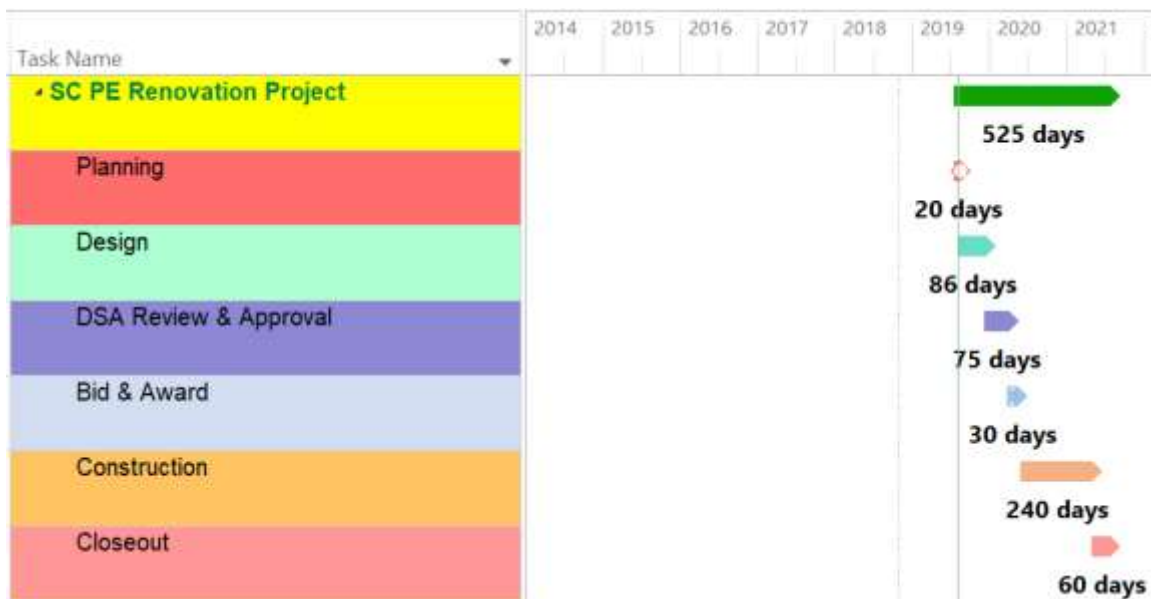 2014 2015 2016 2017 2018 2019 2020 2021
Task Name
SC PE Renovation Project
525 days
Planning
20 days
Design
86 days
DSA Review & Approval
75 days
Bid & Award
30 days
Construction
240 days
Closeout
60 days